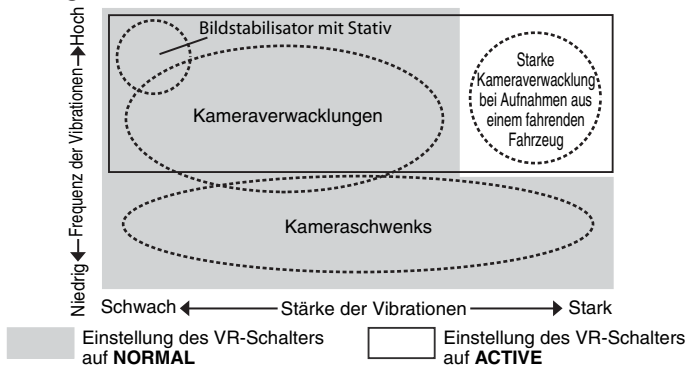 Hoch
Bildstabilisator mit Stativ
Starke
Kameraverwacklung
bei Aufnahmen aus
einem fahrenden
Fahrzeug
Kameraverwacklungen
Frequenz der Vibrationen
Kameraschwenks
Niedrig
Schwach
Stärke der Vibrationen
Stark
Einstellung des VR-Schalters
auf NORMAL
Einstellung des VR-Schalters
auf ACTIVE